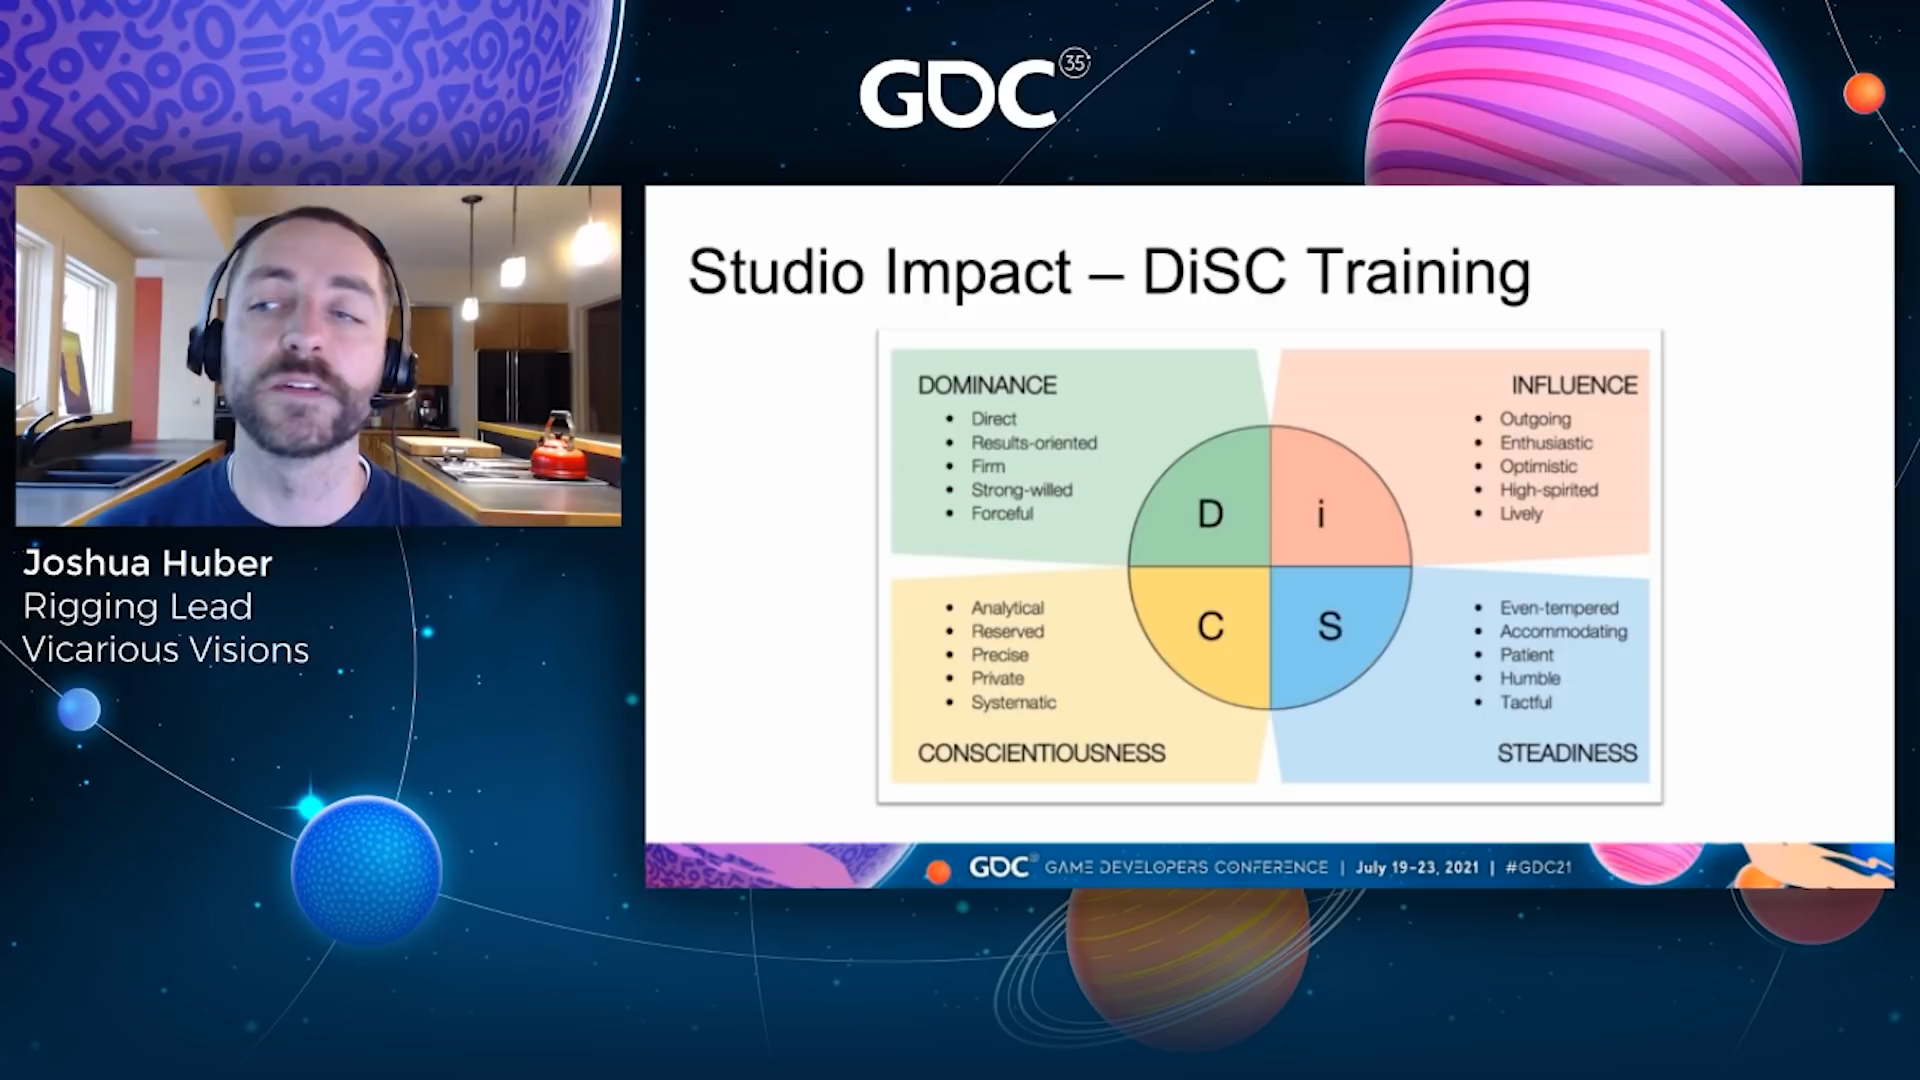 GDC 35
Joshua Huber
Rigging Lead
Vicarious Visions
Studio Impact – DiSC Training
DOMINANCE
• Direct
• Results-oriented
• Firm
• Strong-willed
• Forceful
INFLUENCE
• Outgoing
• Enthusiastic
• Optimistic
• High-spirited
• Lively
D
i
C
S
• Analytical
• Reserved
• Precise
• Private
• Systematic
CONSCIENTIOUSNESS
• Even-tempered
• Accommodating
• Patient
• Humble
• Tactful
STEADINESS
GDC GAME DEVELOPERS CONFERENCE | July 19-23, 2021 | #GDC21